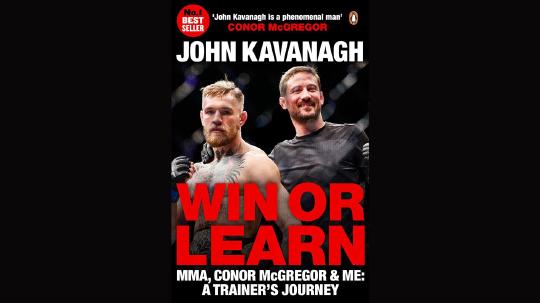 No.1
BEST
SELLER
'John Kavanagh is a phenomenal man'
CONOR McGREGOR
JOHN KAVANAGH
WIN OR
LEARN
MMA, CONOR McGREGOR & ME:
A TRAINER'S JOURNEY